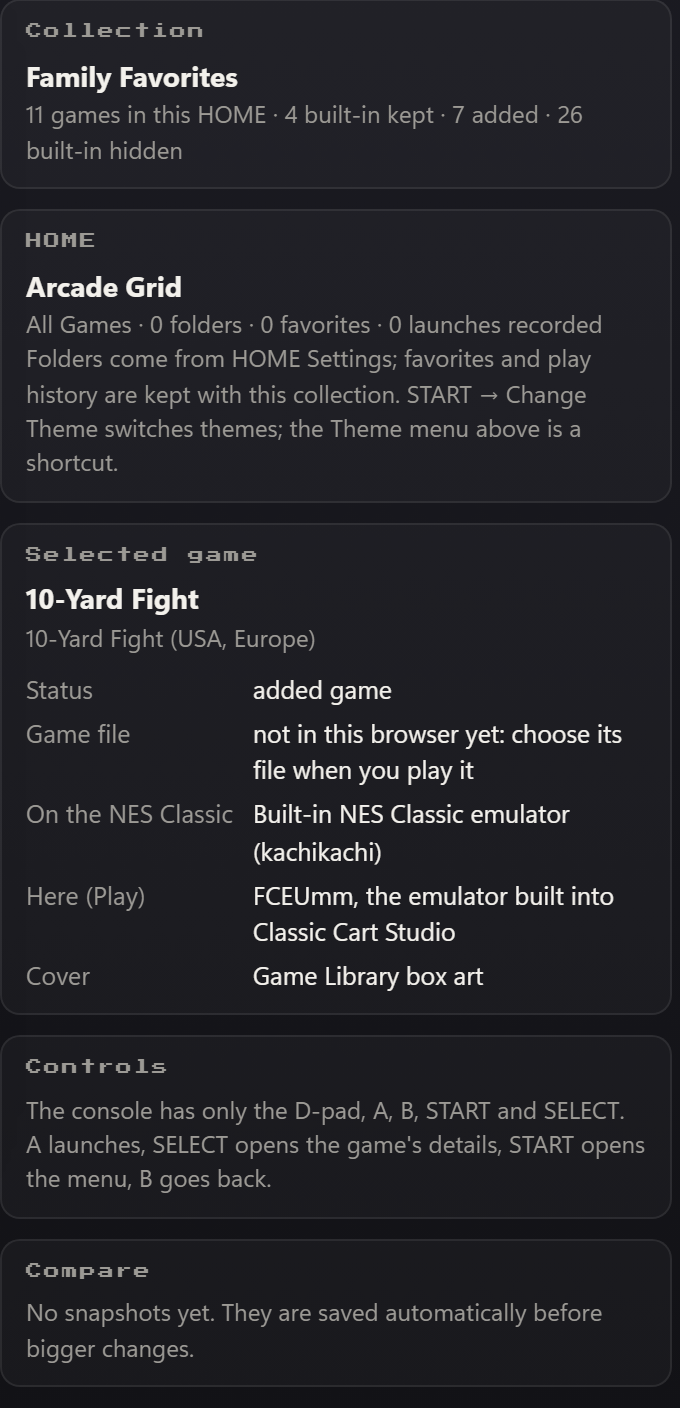 Collection
Family Favorites
11 games in this HOME · 4 built-in kept · 7 added · 26
built-in hidden
HOME
Arcade Grid
All Games · 0 folders · 0 favorites · 0 launches recorded
Folders come from HOME Settings; favorites and play
history are kept with this collection. START → Change
Theme switches themes; the Theme menu above is a
shortcut.
Selected game
10-Yard Fight
10-Yard Fight (USA, Europe)
Status added game
Game file not in this browser yet: choose its
file when you play it
On the NES Classic Built-in NES Classic emulator
(kachikachi)
Here (Play) FCEUmm, the emulator built into
Classic Cart Studio
Cover Game Library box art
Controls
The console has only the D-pad, A, B, START and SELECT.
A launches, SELECT opens the game's details, START opens
the menu, B goes back.
Compare
No snapshots yet. They are saved automatically before
bigger changes.